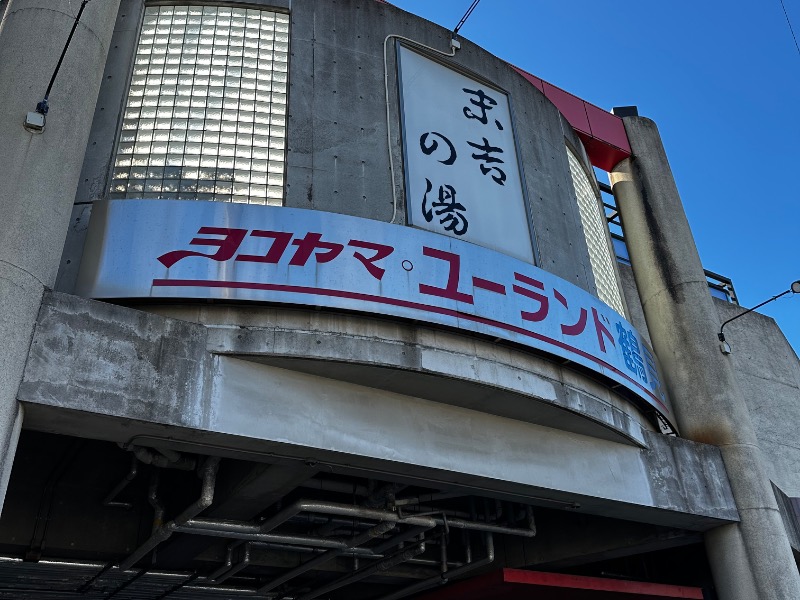 末吉
の湯
ヨコヤマ・ユーランド鶴見